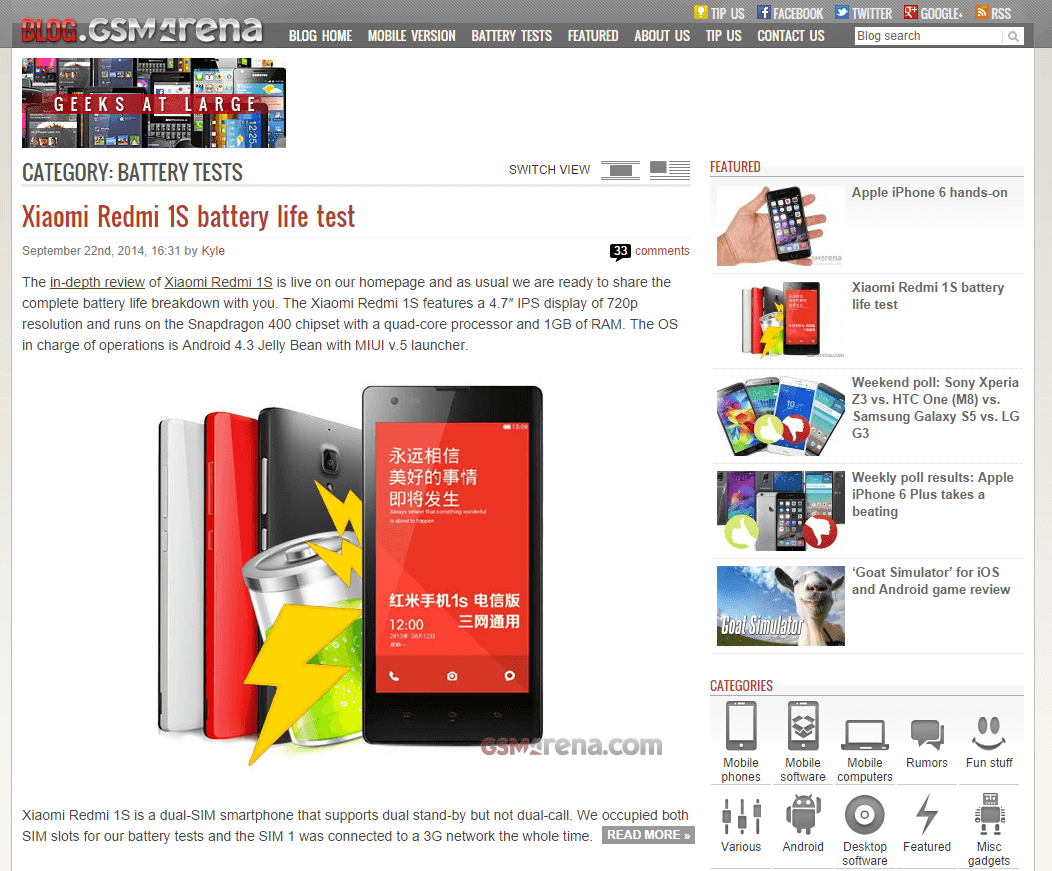 TIP US FACEBOOK TWITTER GOOGLE+ RSS
BLOG.GSMArena
BLOG HOME MOBILE VERSION BATTERY TESTS FEATURED ABOUT US TIP US CONTACT US
Blog search
GEEKS AT LARGE
CATEGORY: BATTERY TESTS
SWITCH VIEW
Xiaomi Redmi 1S battery life test
September 22nd, 2014, 16:31 by Kyle
33 comments
The in-depth review of Xiaomi Redmi 1S is live on our homepage and as usual we are ready to share the
complete battery life breakdown with you. The Xiaomi Redmi 1S features a 4.7″ IPS display of 720p
resolution and runs on the Snapdragon 400 chipset with a quad-core processor and 1GB of RAM. The OS
in charge of operations is Android 4.3 Jelly Bean with MIUI v.5 launcher.
12:04
永远相信
美好的事情
即将发生
Always believe that something wonderful
is about to happen
红米手机1s 电信版
三网通用
12:00
2013年 08月12日
GSMArena.com
Xiaomi Redmi 1S is a dual-SIM smartphone that supports dual stand-by but not dual-call. We occupied both
SIM slots for our battery tests and the SIM 1 was connected to a 3G network the whole time. READ MORE »
FEATURED
Apple iPhone 6 hands-on
Xiaomi Redmi 1S battery
life test
Weekend poll: Sony Xperia
Z3 vs. HTC One (M8) vs.
Samsung Galaxy S5 vs. LG
G3
Weekly poll results: Apple
iPhone 6 Plus takes a
beating
Goat Simulator
‘Goat Simulator’ for iOS
and Android game review
CATEGORIES
Mobile
phones
Mobile
software
Mobile
computers
Rumors
Fun stuff
Various
Android
Desktop
software
Featured
Misc
gadgets